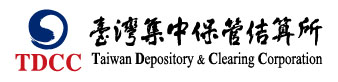 臺灣集中保管結算所
TDCC Taiwan Depository & Clearing Corporation